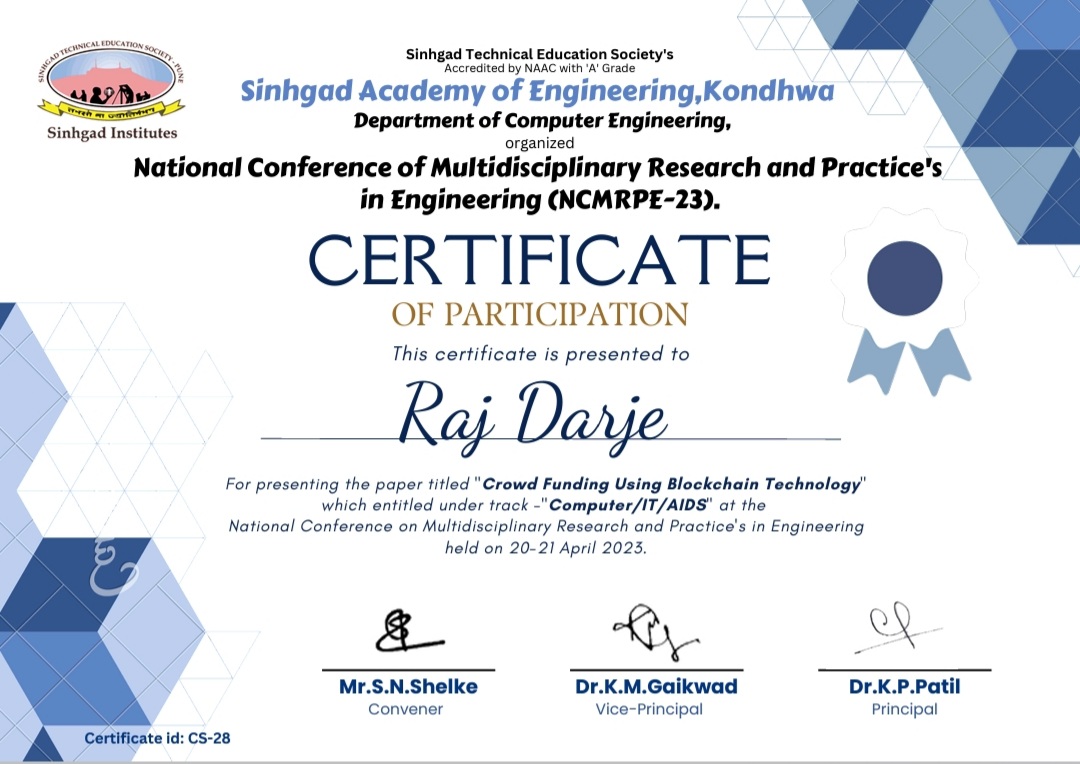 SINHGAD TECHNICAL EDUCATION SOCIETY, PUNE
Sinhgad Institutes
Sinhgad Technical Education Society's
Accredited by NAAC with 'A' Grade
Sinhgad Academy of Engineering,Kondhwa
Department of Computer Engineering,
organized
National Conference of Multidisciplinary Research and Practice's
in Engineering (NCMRPE-23).
CERTIFICATE
OF PARTICIPATION
This certificate is presented to
Raj Darje
For presenting the paper titled "Crowd Funding Using Blockchain Technology"
which entitled under track -"Computer/IT/AIDS" at the
National Conference on Multidisciplinary Research and Practice's in Engineering
held on 20-21 April 2023.
Mr.S.N.Shelke
Convener
Dr.K.M.Gaikwad
Vice-Principal
Dr.K.P.Patil
Principal
Certificate id: CS-28